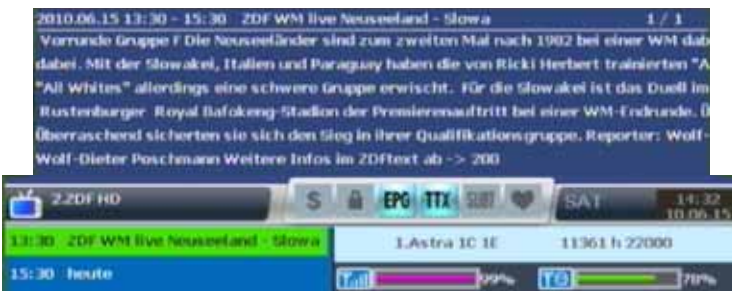 2010.06.15 13:30 - 15:30 ZDF WM live Neuseeland - Slowa 1 / 1
Vorrunde Gruppe F Die Neuseeländer sind zum zweiten Mal nach 1982 bei einer WM dab
dabei. Mit der Slowakei, Italien und Paraguay haben die von Ricki Herbert trainierten "A
"All Whites" allerdings eine schwere Gruppe erwischt. Für die Slowakei ist das Duell im
Rustenburger Royal Bafokeng-Stadion der Premierenauftritt bei einer WM-Endrunde. Ü
Überraschend sicherten sie sich den Sieg in ihrer Qualifikationsgruppe. Reporter: Wolf-
Wolf-Dieter Poschmann Weitere Infos im ZDFtext ab -> 200
2.ZDF HD $ EPG TTX SUBT SAT 14:32
10.06.15
13:30 ZDF WM live Neuseeland - Slowa 1.Astra 1C 1E 11361 h 22000
15:30 heute 99% 78%